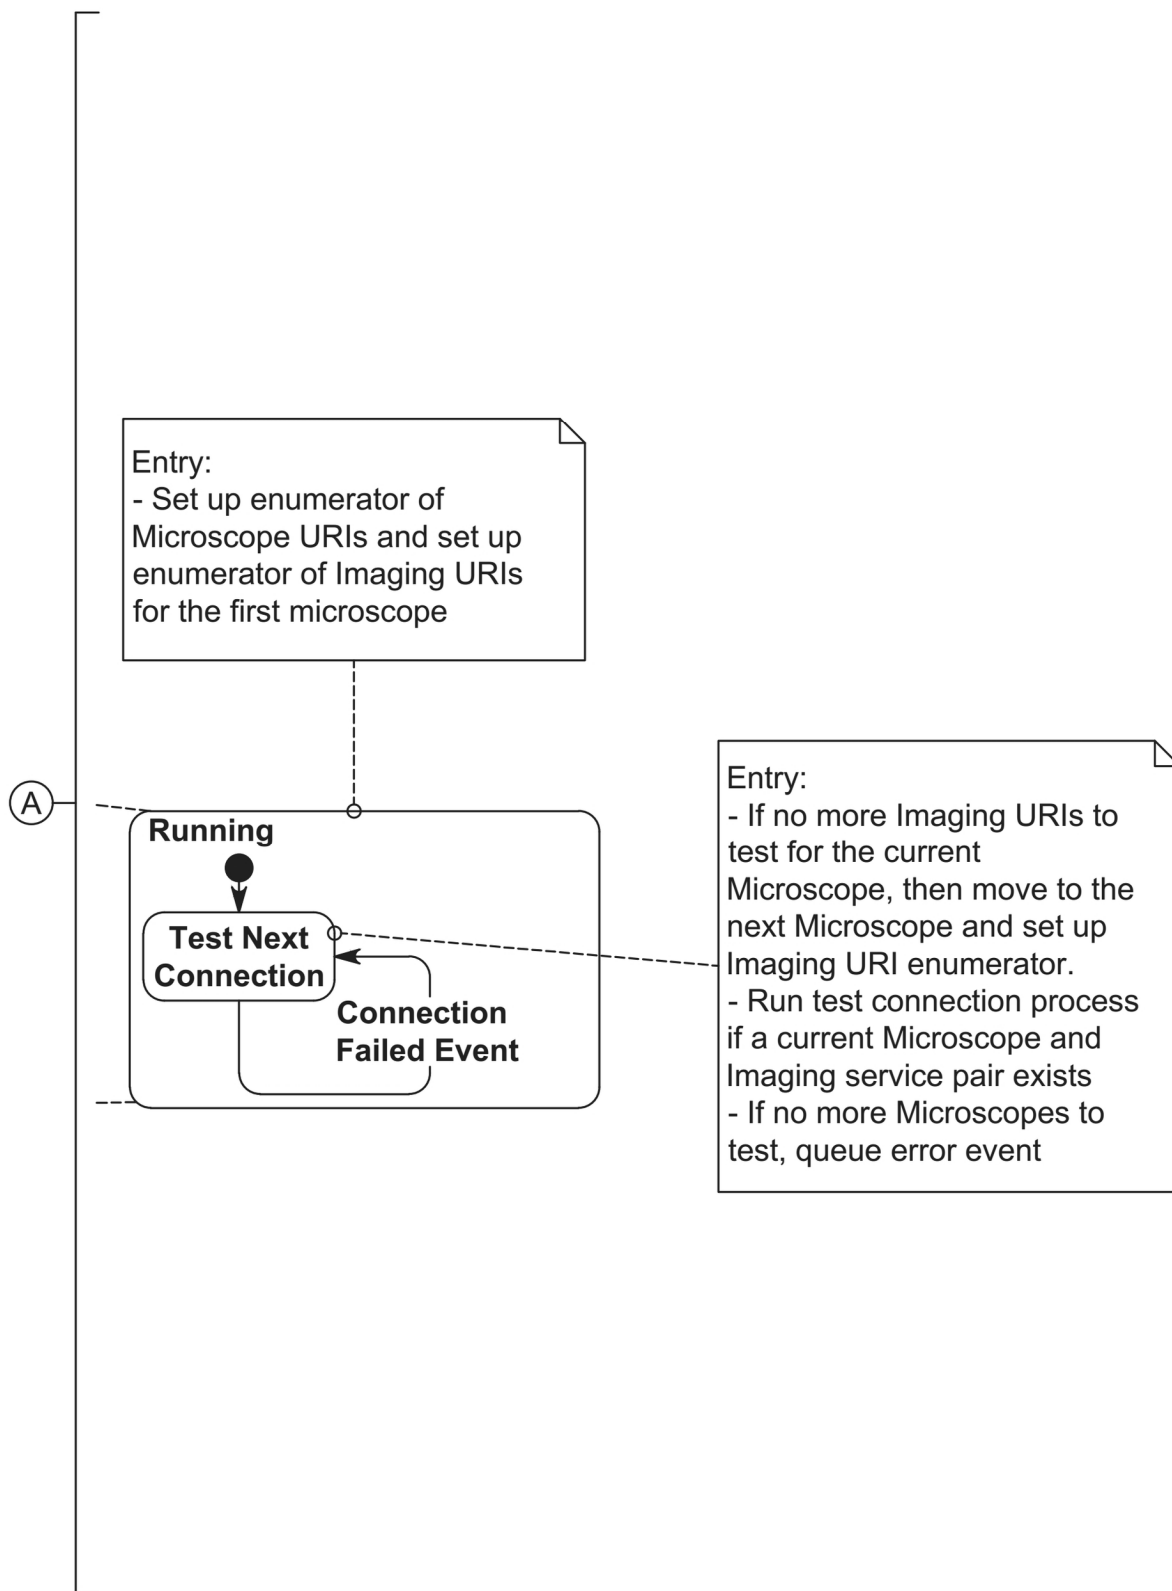 Entry:
- Set up enumerator of
Microscope URIs and set up
enumerator of Imaging URIs
for the first microscope
A
Running
Test Next
Connection
Connection
Failed Event
Entry:
- If no more Imaging URIs to
test for the current
Microscope, then move to the
next Microscope and set up
Imaging URI enumerator.
- Run test connection process
if a current Microscope and
Imaging service pair exists
- If no more Microscopes to
test, queue error event